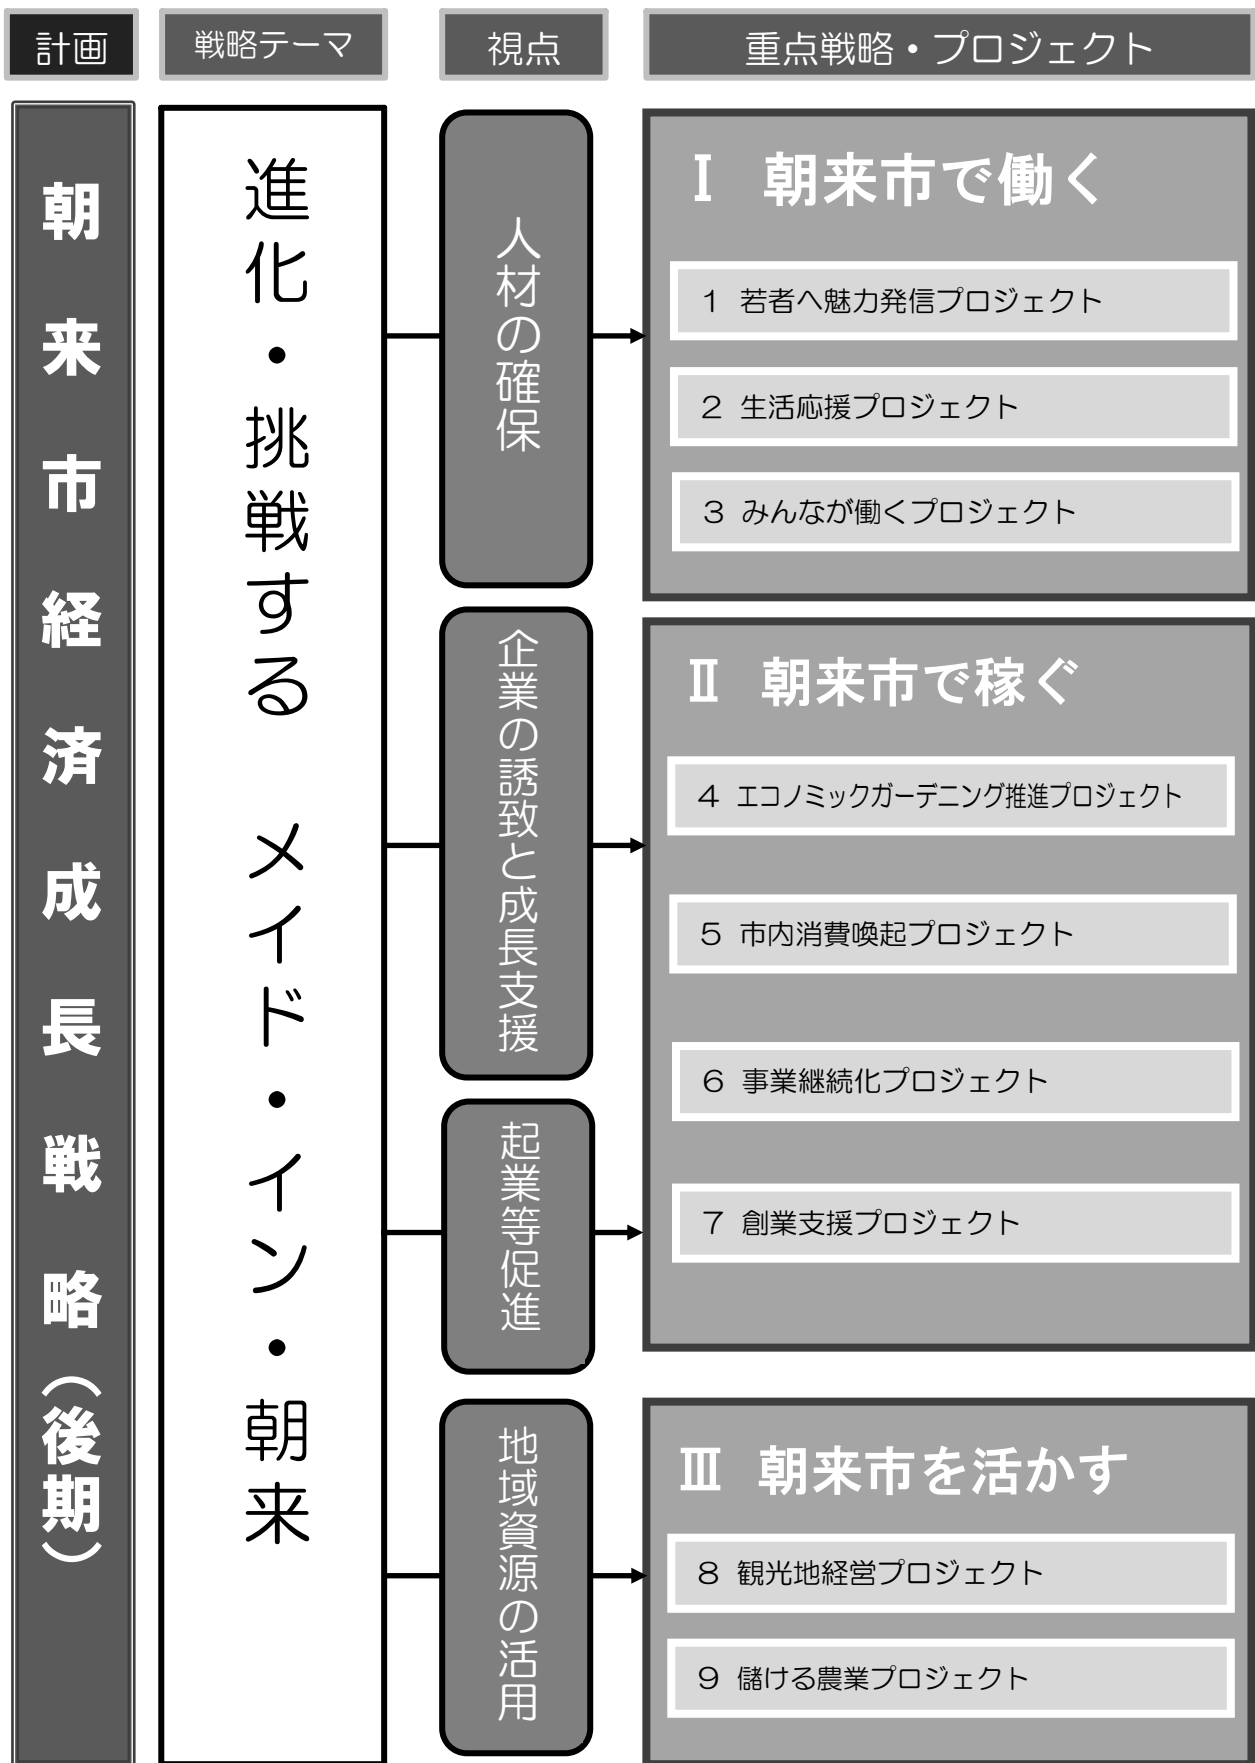 計画
戦略テーマ
視点
重点戦略・プロジェクト
朝来市経済成長戦略（後期）
進化・挑戦する　メイド・イン・朝来
人材の確保
Ⅰ　朝来市で働く
1　若者へ魅力発信プロジェクト
2　生活応援プロジェクト
3　みんなが働くプロジェクト
企業の誘致と成長支援
起業等促進
Ⅱ　朝来市で稼ぐ
4　エコノミックガーデニング推進プロジェクト
5　市内消費喚起プロジェクト
6　事業継続化プロジェクト
7　創業支援プロジェクト
地域資源の活用
Ⅲ　朝来市を活かす
8　観光地経営プロジェクト
9　儲ける農業プロジェクト